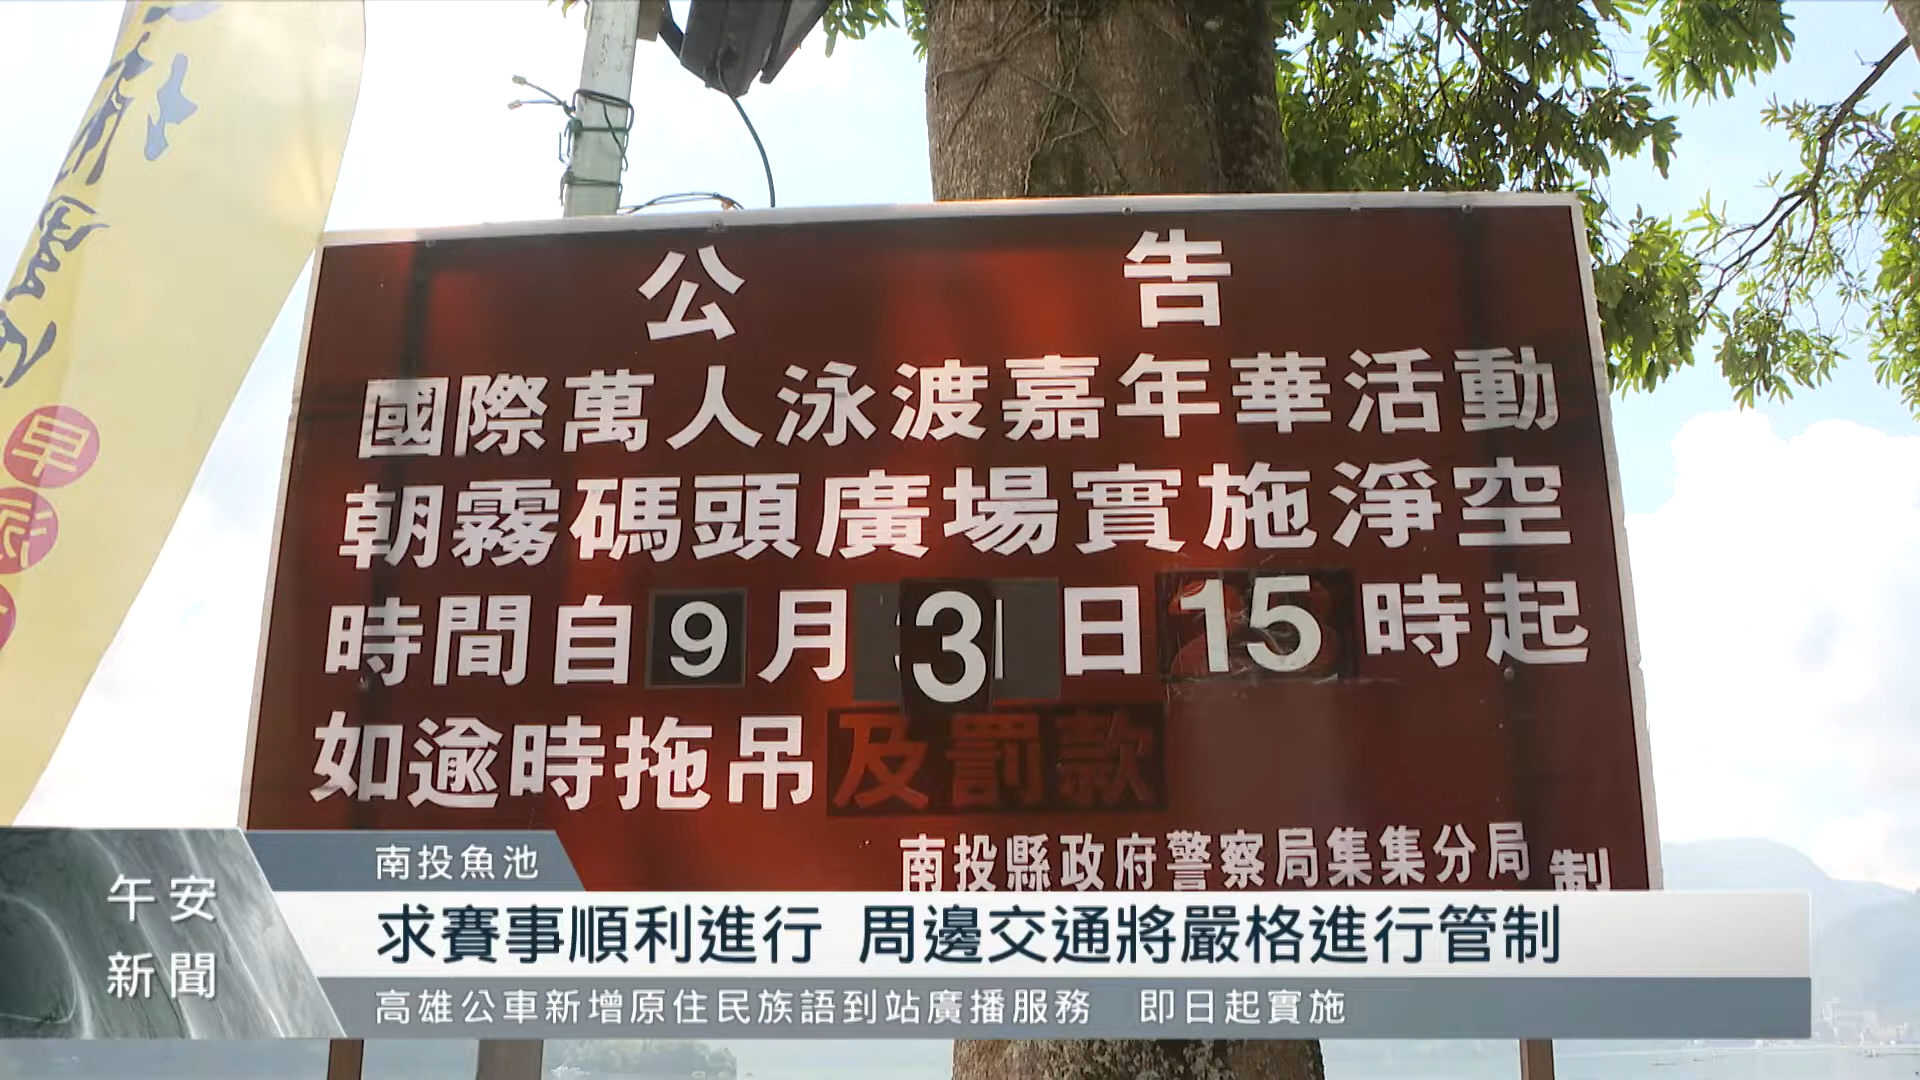 公告
國際萬人泳渡嘉年華活動
朝霧碼頭廣場實施淨空
時間自9月3日15時起
如逾時拖吊及罰款
南投縣政府警察局集集分局 制
早
南投魚池
午安
新聞
求賽事順利進行 周邊交通將嚴格進行管制
高雄公車新增原住民族語到站廣播服務 即日起實施